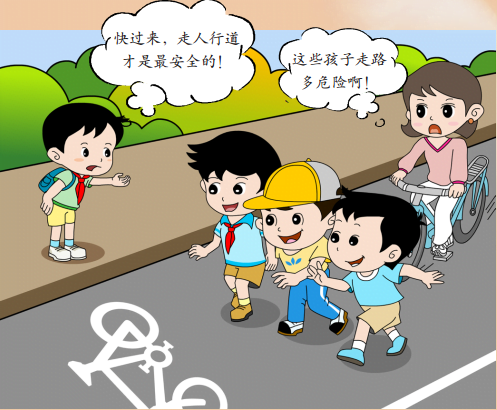 快过来，走人行道
才是最安全的！
这些孩子走路
多危险啊！